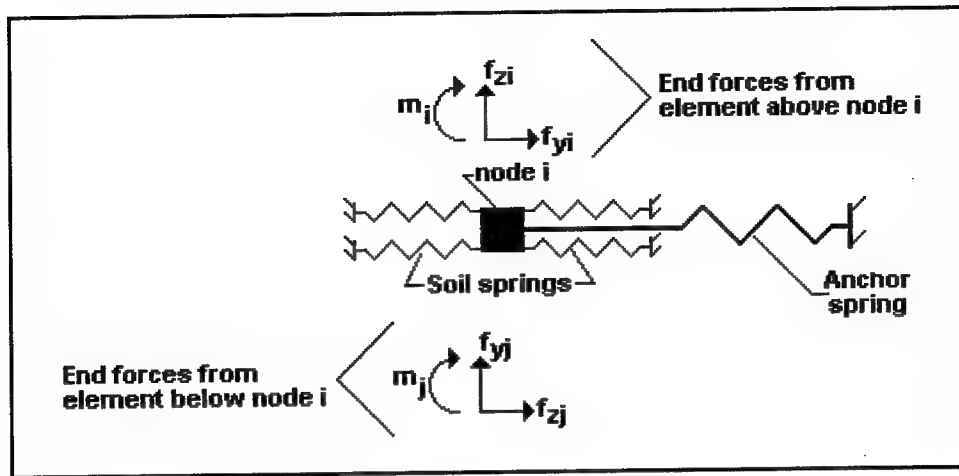 f_zi
m_i
f_yi
End forces from
element above node i
node i
Soil springs
Anchor
spring
End forces from
element below node i
f_yj
m_j
f_zj